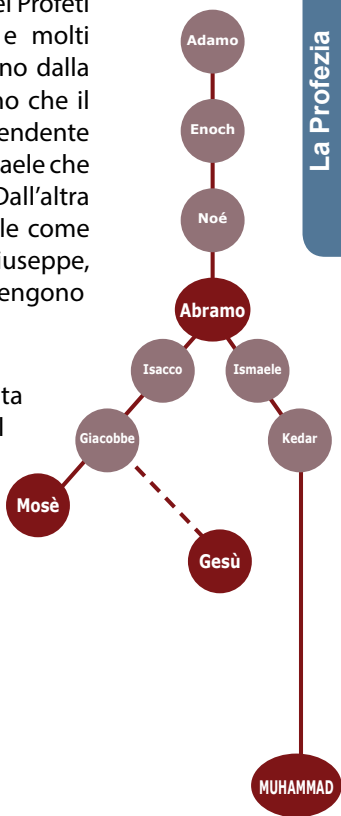 ei Profeti
e molti
no dalla
no che il
endente
aele che
Dall'altra
le come
iuseppe,
engono
ta
l
La Profezia
Adamo
Enoch
Noé
Abramo
Isacco
Ismaele
Giacobbe
Kedar
Mosè
Gesù
MUHAMMAD